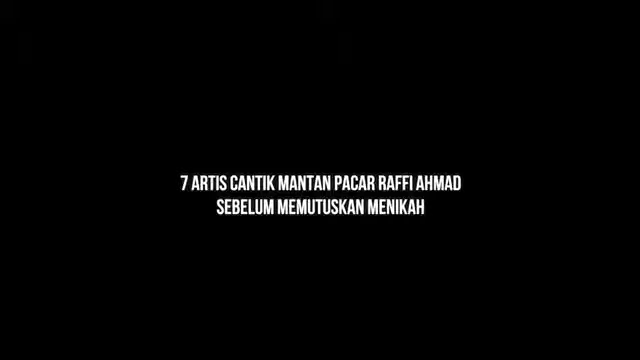 7 ARTIS CANTIK MANTAN PACAR RAFFI AHMAD
SEBELUM MEMUTUSKAN MENIKAH